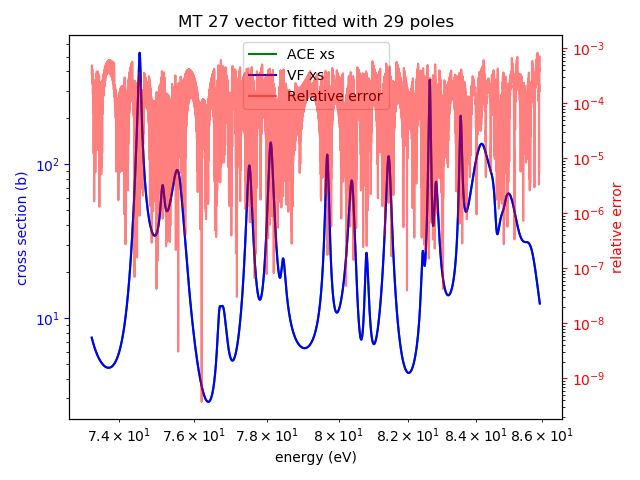 MT 27 vector fitted with 29 poles
ACE xs
VF xs
Relative error
cross section (b)
10²
10¹
relative error
10⁻³
10⁻⁴
10⁻⁵
10⁻⁶
10⁻⁷
10⁻⁸
10⁻⁹
7.4 × 10¹ 7.6 × 10¹ 7.8 × 10¹ 8 × 10¹ 8.2 × 10¹ 8.4 × 10¹ 8.6 × 10¹
energy (eV)